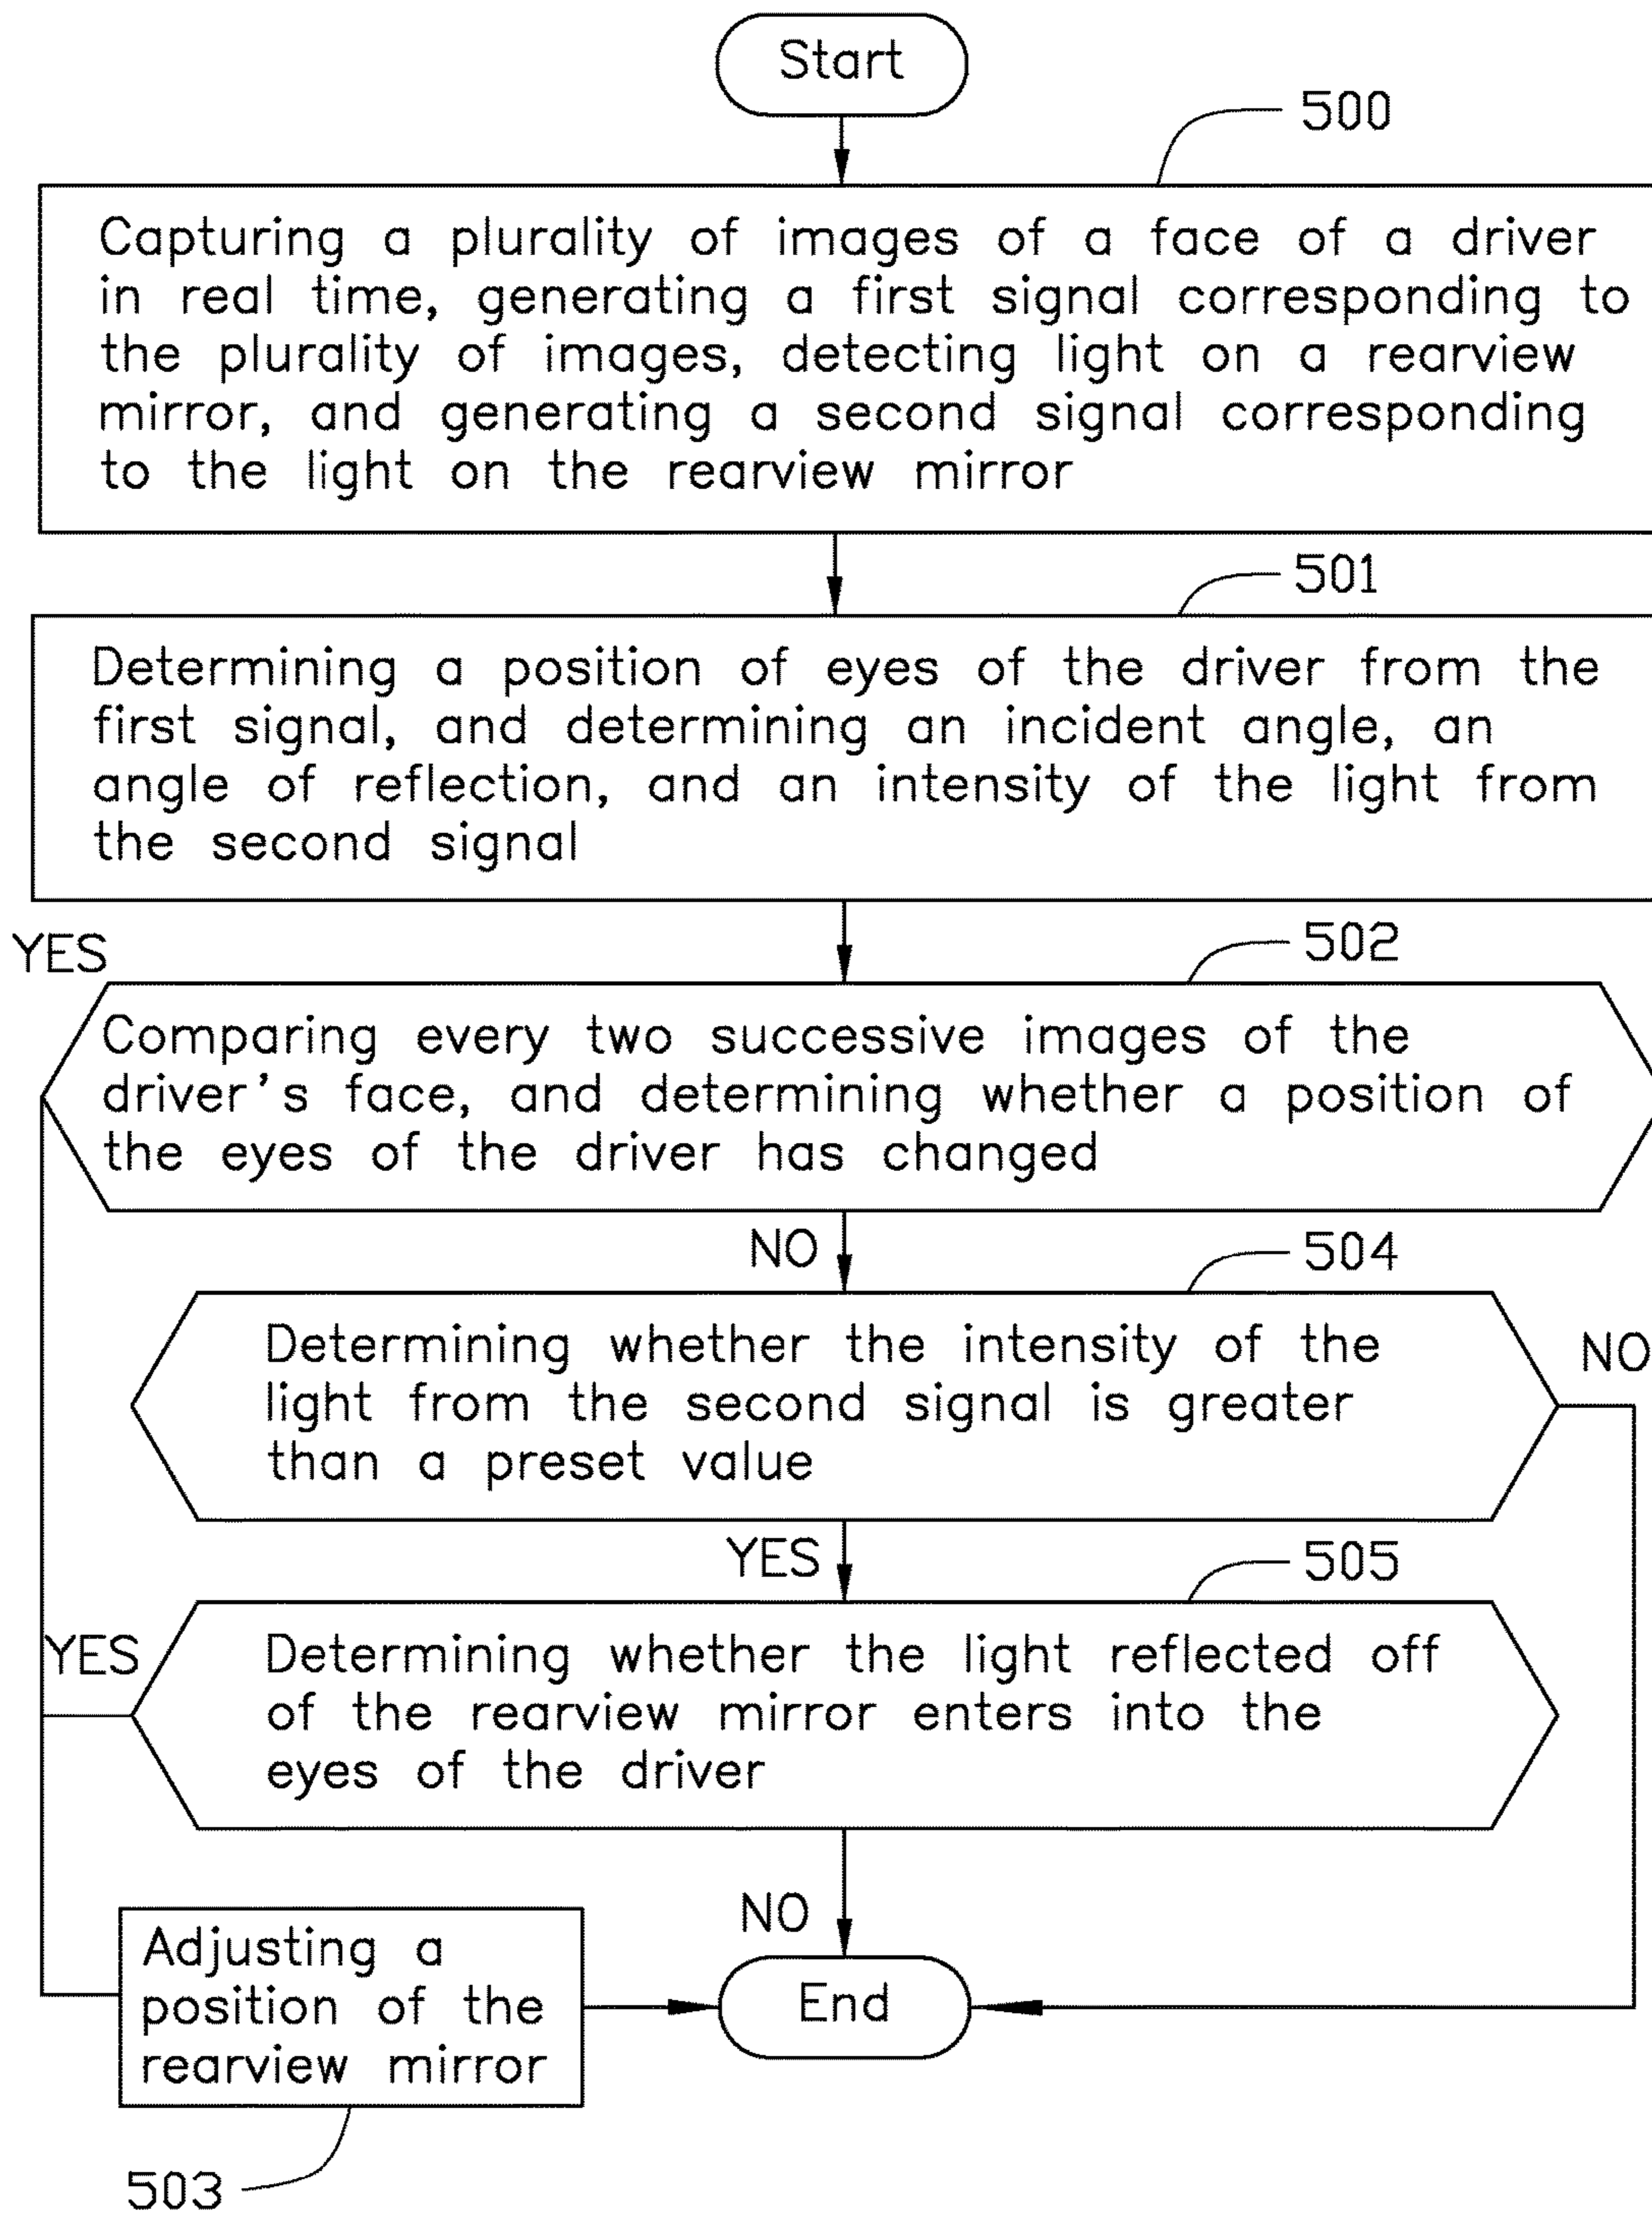 Start
500
Capturing a plurality of images of a face of a driver
in real time, generating a first signal corresponding to
the plurality of images, detecting light on a rearview
mirror, and generating a second signal corresponding
to the light on the rearview mirror
501
Determining a position of eyes of the driver from the
first signal, and determining an incident angle, an
angle of reflection, and an intensity of the light from
the second signal
YES
502
Comparing every two successive images of the
driver's face, and determining whether a position of
the eyes of the driver has changed
NO
504
Determining whether the intensity of the
light from the second signal is greater
than a preset value
NO
YES
505
YES
Determining whether the light reflected off
of the rearview mirror enters into the
eyes of the driver
NO
Adjusting a
position of the
rearview mirror
End
503